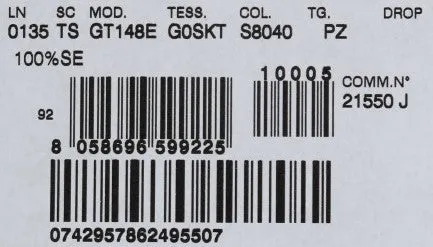 LN SC MOD. TESS. COL. TG. DROP
0135 TS GT148E G0SKT S8040 PZ
100%SE
10005
COMM.N°
21550 J
92
8 058696 599225
0742957862495507